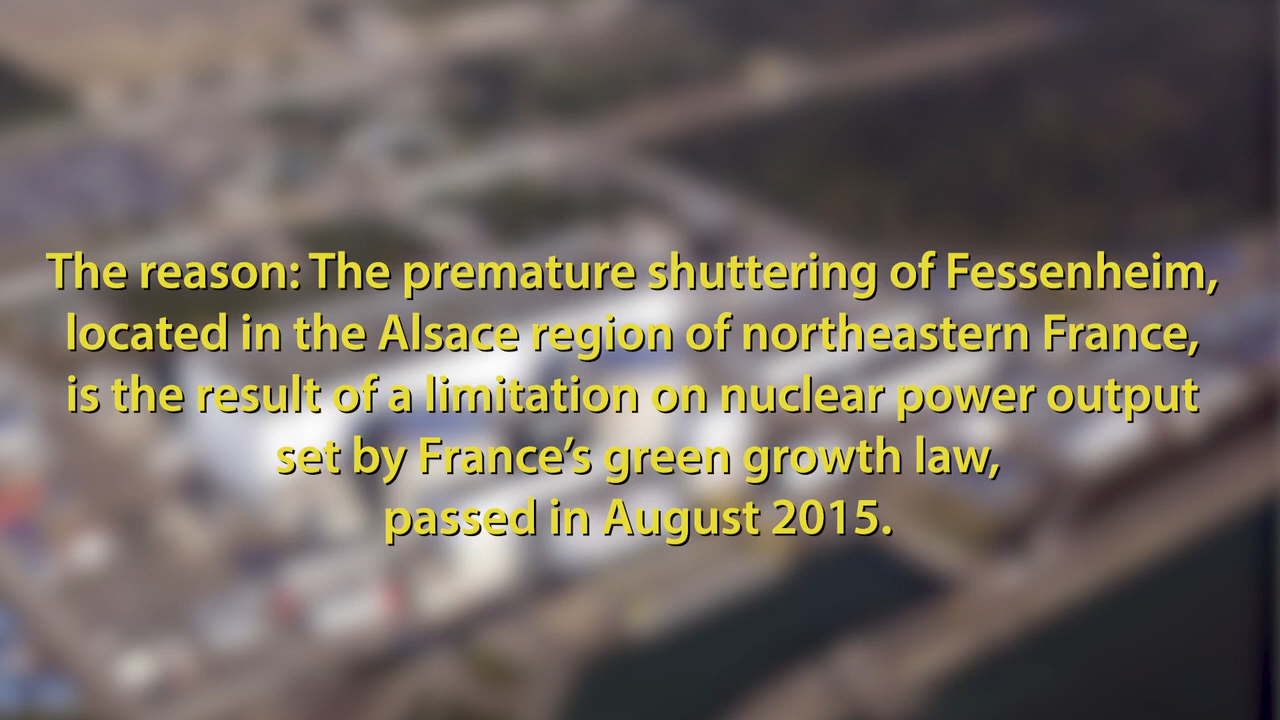 The reason: The premature shuttering of Fessenheim,
located in the Alsace region of northeastern France,
is the result of a limitation on nuclear power output
set by France’s green growth law,
passed in August 2015.